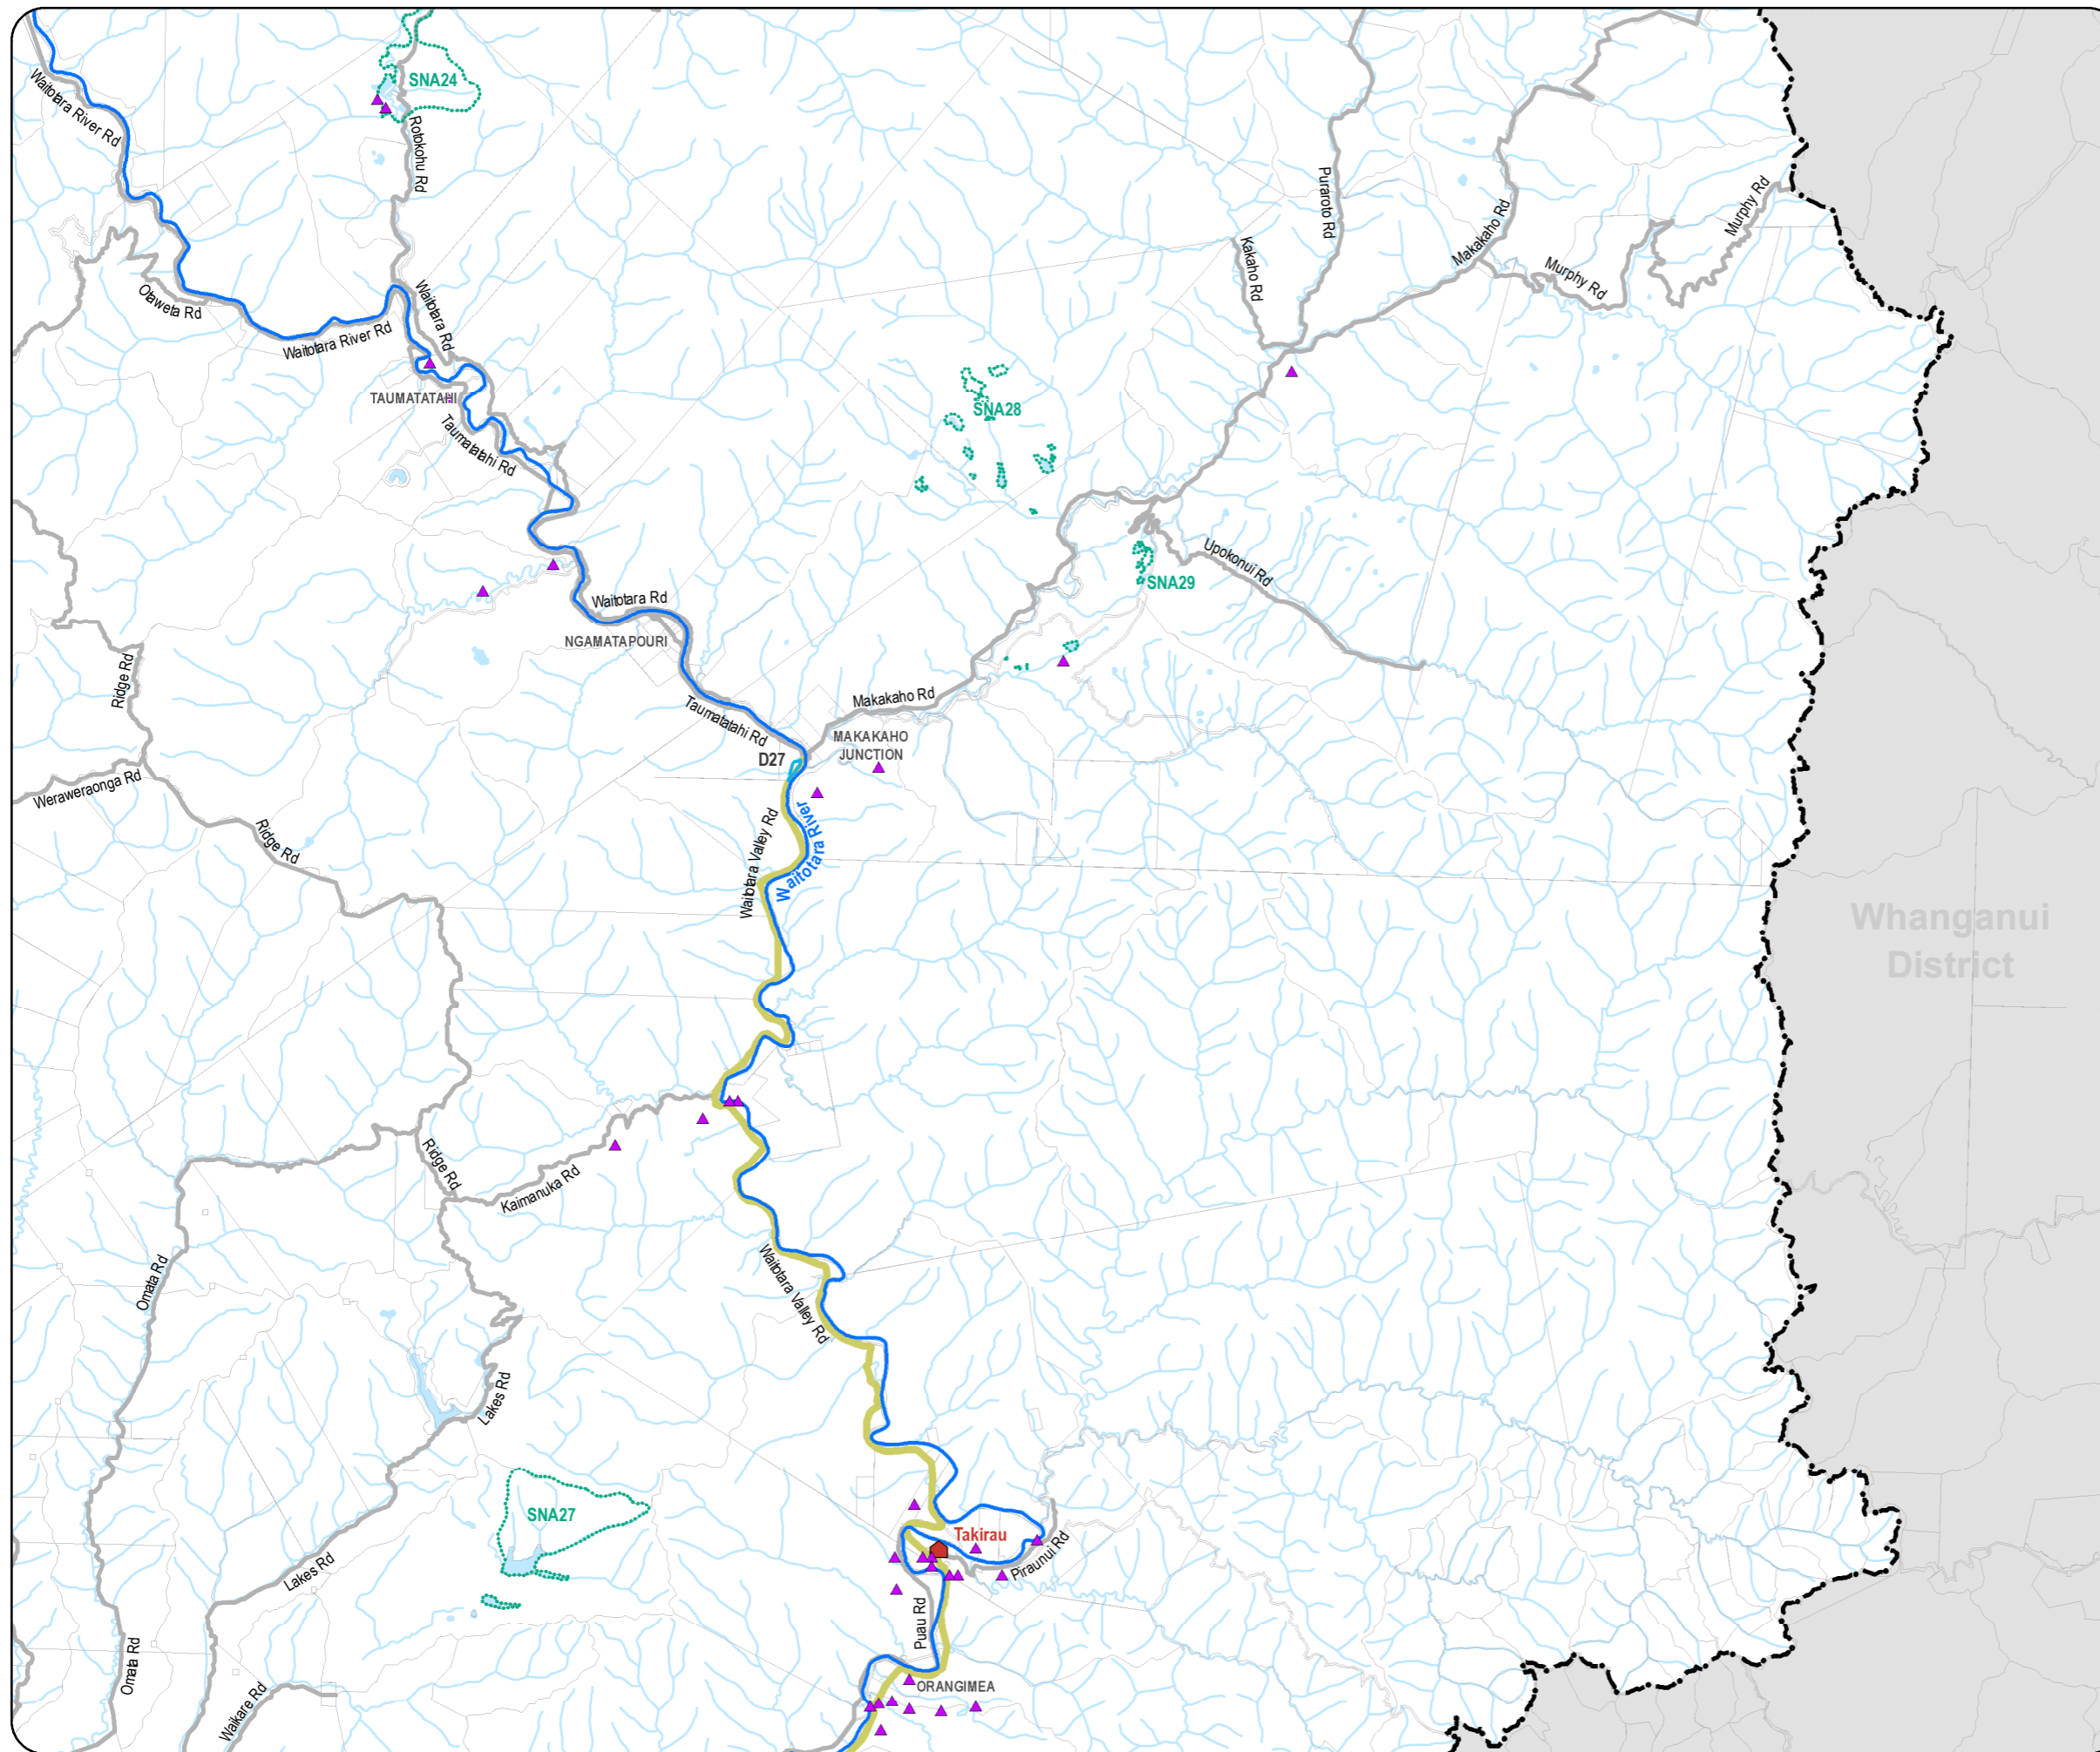 SNA24
Waitotara River Rd
Rotokohu Rd
Puraroto Rd
Murphy Rd
Makakaho Rd
Kakaho Rd
Murphy Rd
Otaweta Rd
Waitotara Rd
Waitotara River Rd
TAUMATATAHI
SNA28
Taumatatahi Rd
Upokonui Rd
SNA29
Waitotara Rd
NGAMATAPOURI
Ridge Rd
Makakaho Rd
Taumatatahi Rd
MAKAKAHO
JUNCTION
D27
Weraweraonga Rd
Ridge Rd
Waitotara Valley Rd
Waitotara River
Whanganui
District
Ridge Rd
Kaimanuka Rd
Omata Rd
Waitotara Valley Rd
Lakes Rd
SNA27
Takirau
Piraunui Rd
Lakes Rd
Puau Rd
Omata Rd
ORANGIMEA
Waikare Rd